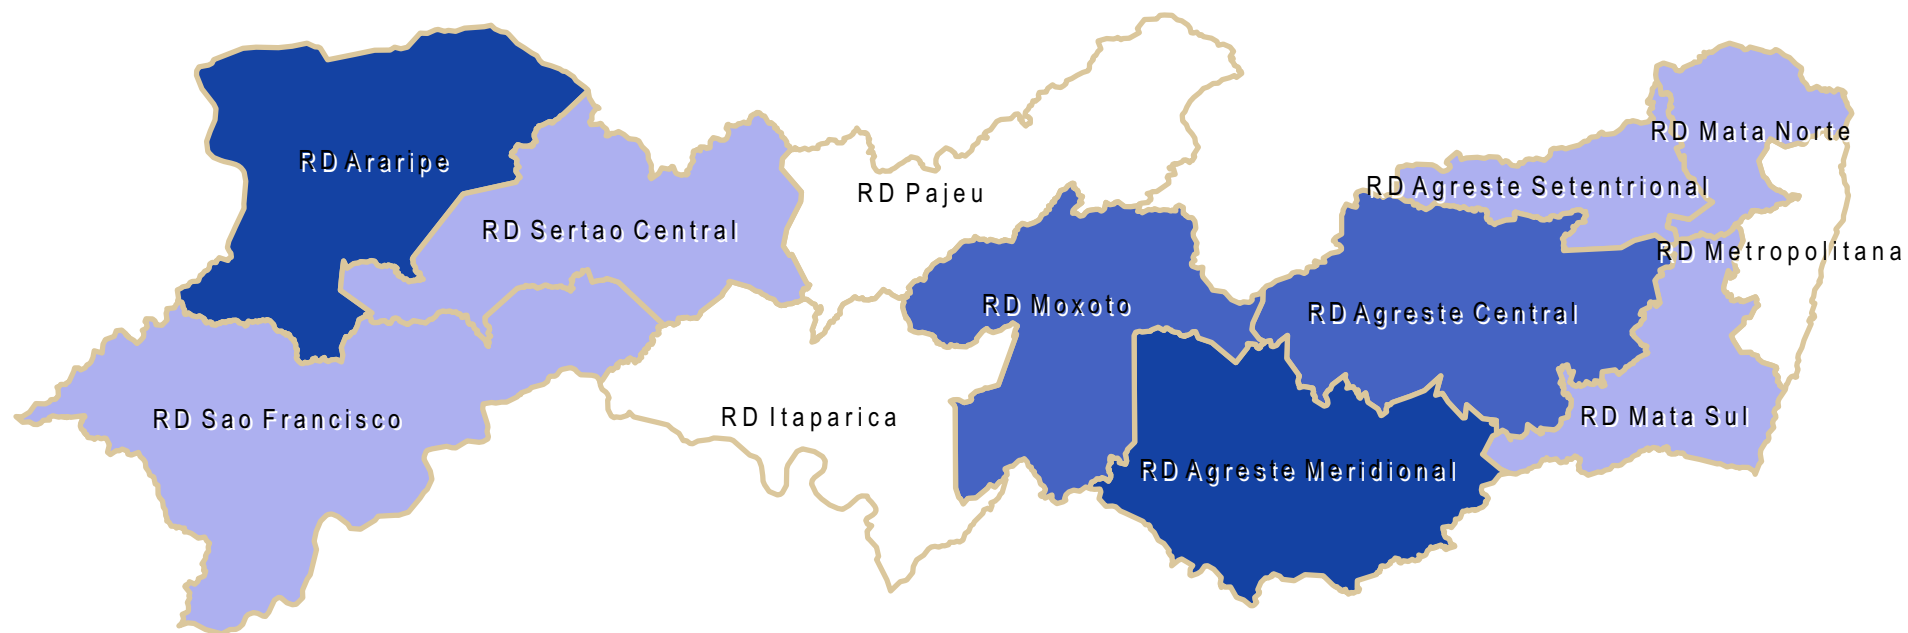 RD Mata Norte
RD Araripe
RD Agreste Setentrional
RD Pajeu
RD Sertao Central
RD Metropolitana
RD Moxoto
RD Agreste Central
RD Sao Francisco
RD Itaparica
RD Mata Sul
RD Agreste Meridional